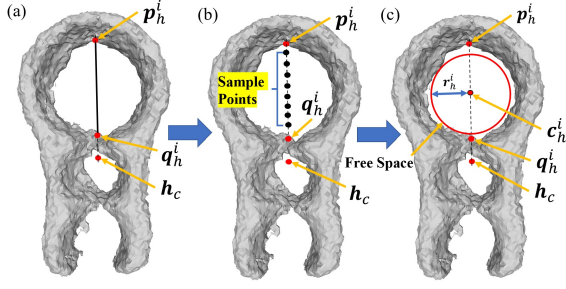 (a)
p_h^i
q_h^i
h_c
(b)
p_h^i
Sample
Points
q_h^i
h_c
(c)
p_h^i
r_h^i
c_h^i
Free Space
q_h^i
h_c